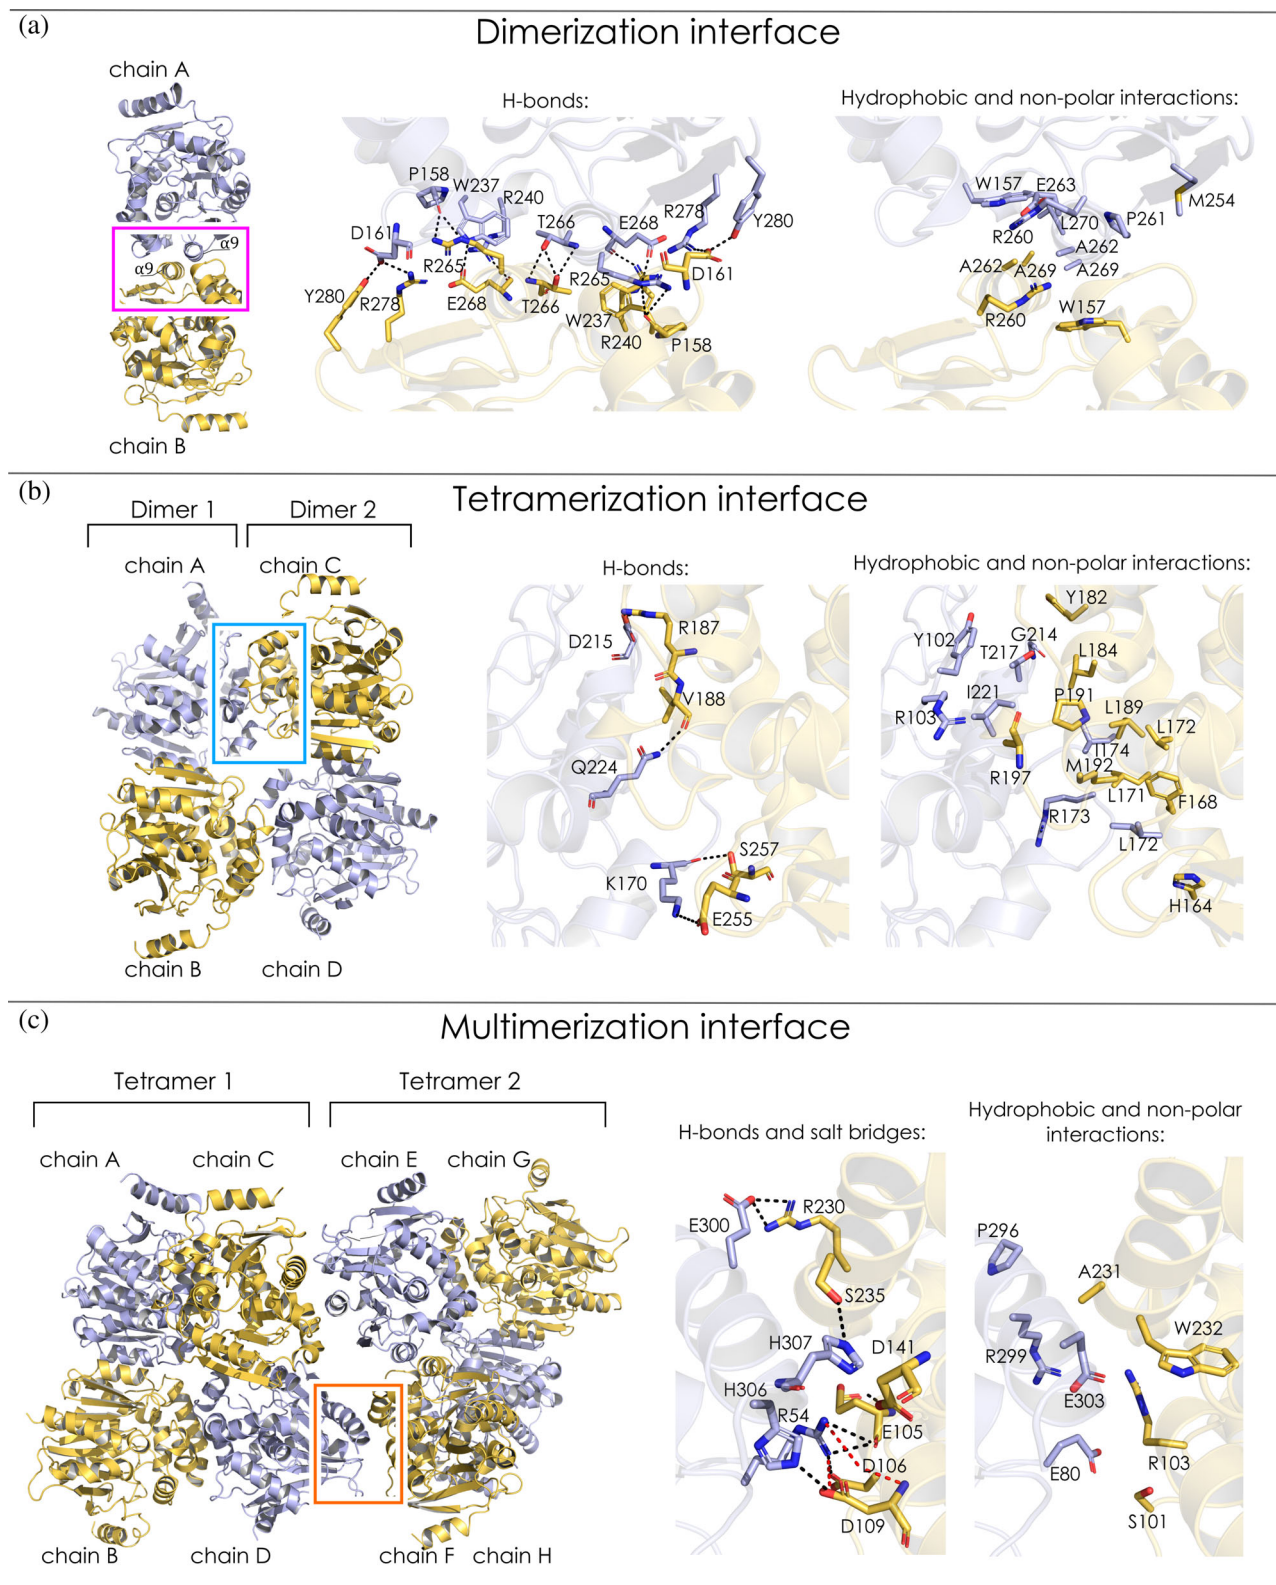 (a)
Dimerization interface
chain A
H-bonds:
Hydrophobic and non-polar interactions:
α9
α9
chain B
P158
W237
R240
T266
E268
R278
Y280
D161
R265
R265
D161
Y280
R278
E268
T266
W237
R240
P158
W157
E263
M254
L270
P261
R260
A262
A262
A269
A269
R260
W157
(b)
Tetramerization interface
Dimer 1
Dimer 2
chain A
chain C
H-bonds:
Hydrophobic and non-polar interactions:
chain B
chain D
D215
R187
V188
Q224
S257
K170
E255
Y182
Y102
G214
T217
L184
I221
P191
R103
L189
L172
I174
R197
M192
L171
F168
R173
L172
H164
(c)
Multimerization interface
Tetramer 1
Tetramer 2
chain A
chain C
chain E
chain G
H-bonds and salt bridges:
Hydrophobic and non-polar
interactions:
chain B
chain D
chain F
chain H
E300
R230
S235
H307
D141
H306
R54
E105
D106
D109
P296
A231
W232
R299
E303
E80
R103
S101